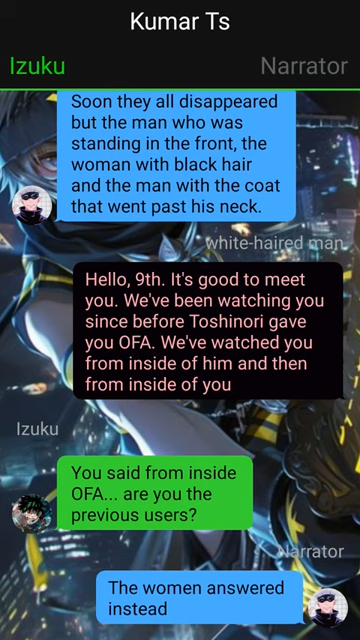 Kumar Ts
Izuku
Narrator
Soon they all disappeared
but the man who was
standing in the front, the
woman with black hair
and the man with the coat
that went past his neck.
white-haired man
Hello, 9th. It's good to meet
you. We've been watching you
since before Toshinori gave
you OFA. We've watched you
from inside of him and then
from inside of you
Izuku
You said from inside
OFA... are you the
previous users?
Narrator
The women answered
instead